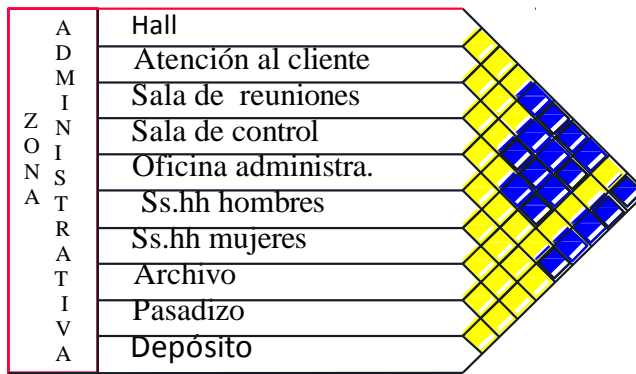 ZONA
ADMINISTRATIVA
Hall
Atención al cliente
Sala de reuniones
Sala de control
Oficina administra.
Ss.hh hombres
Ss.hh mujeres
Archivo
Pasadizo
Depósito